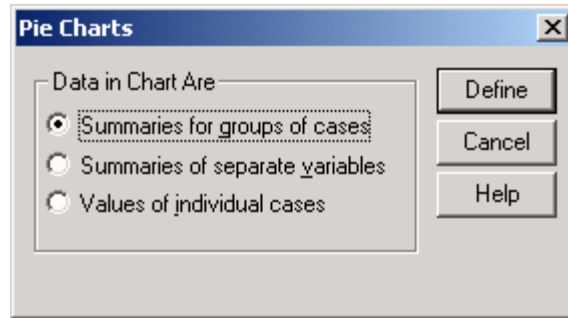 Pie Charts
Data in Chart Are
Summaries for groups of cases
Summaries of separate variables
Values of individual cases
Define
Cancel
Help